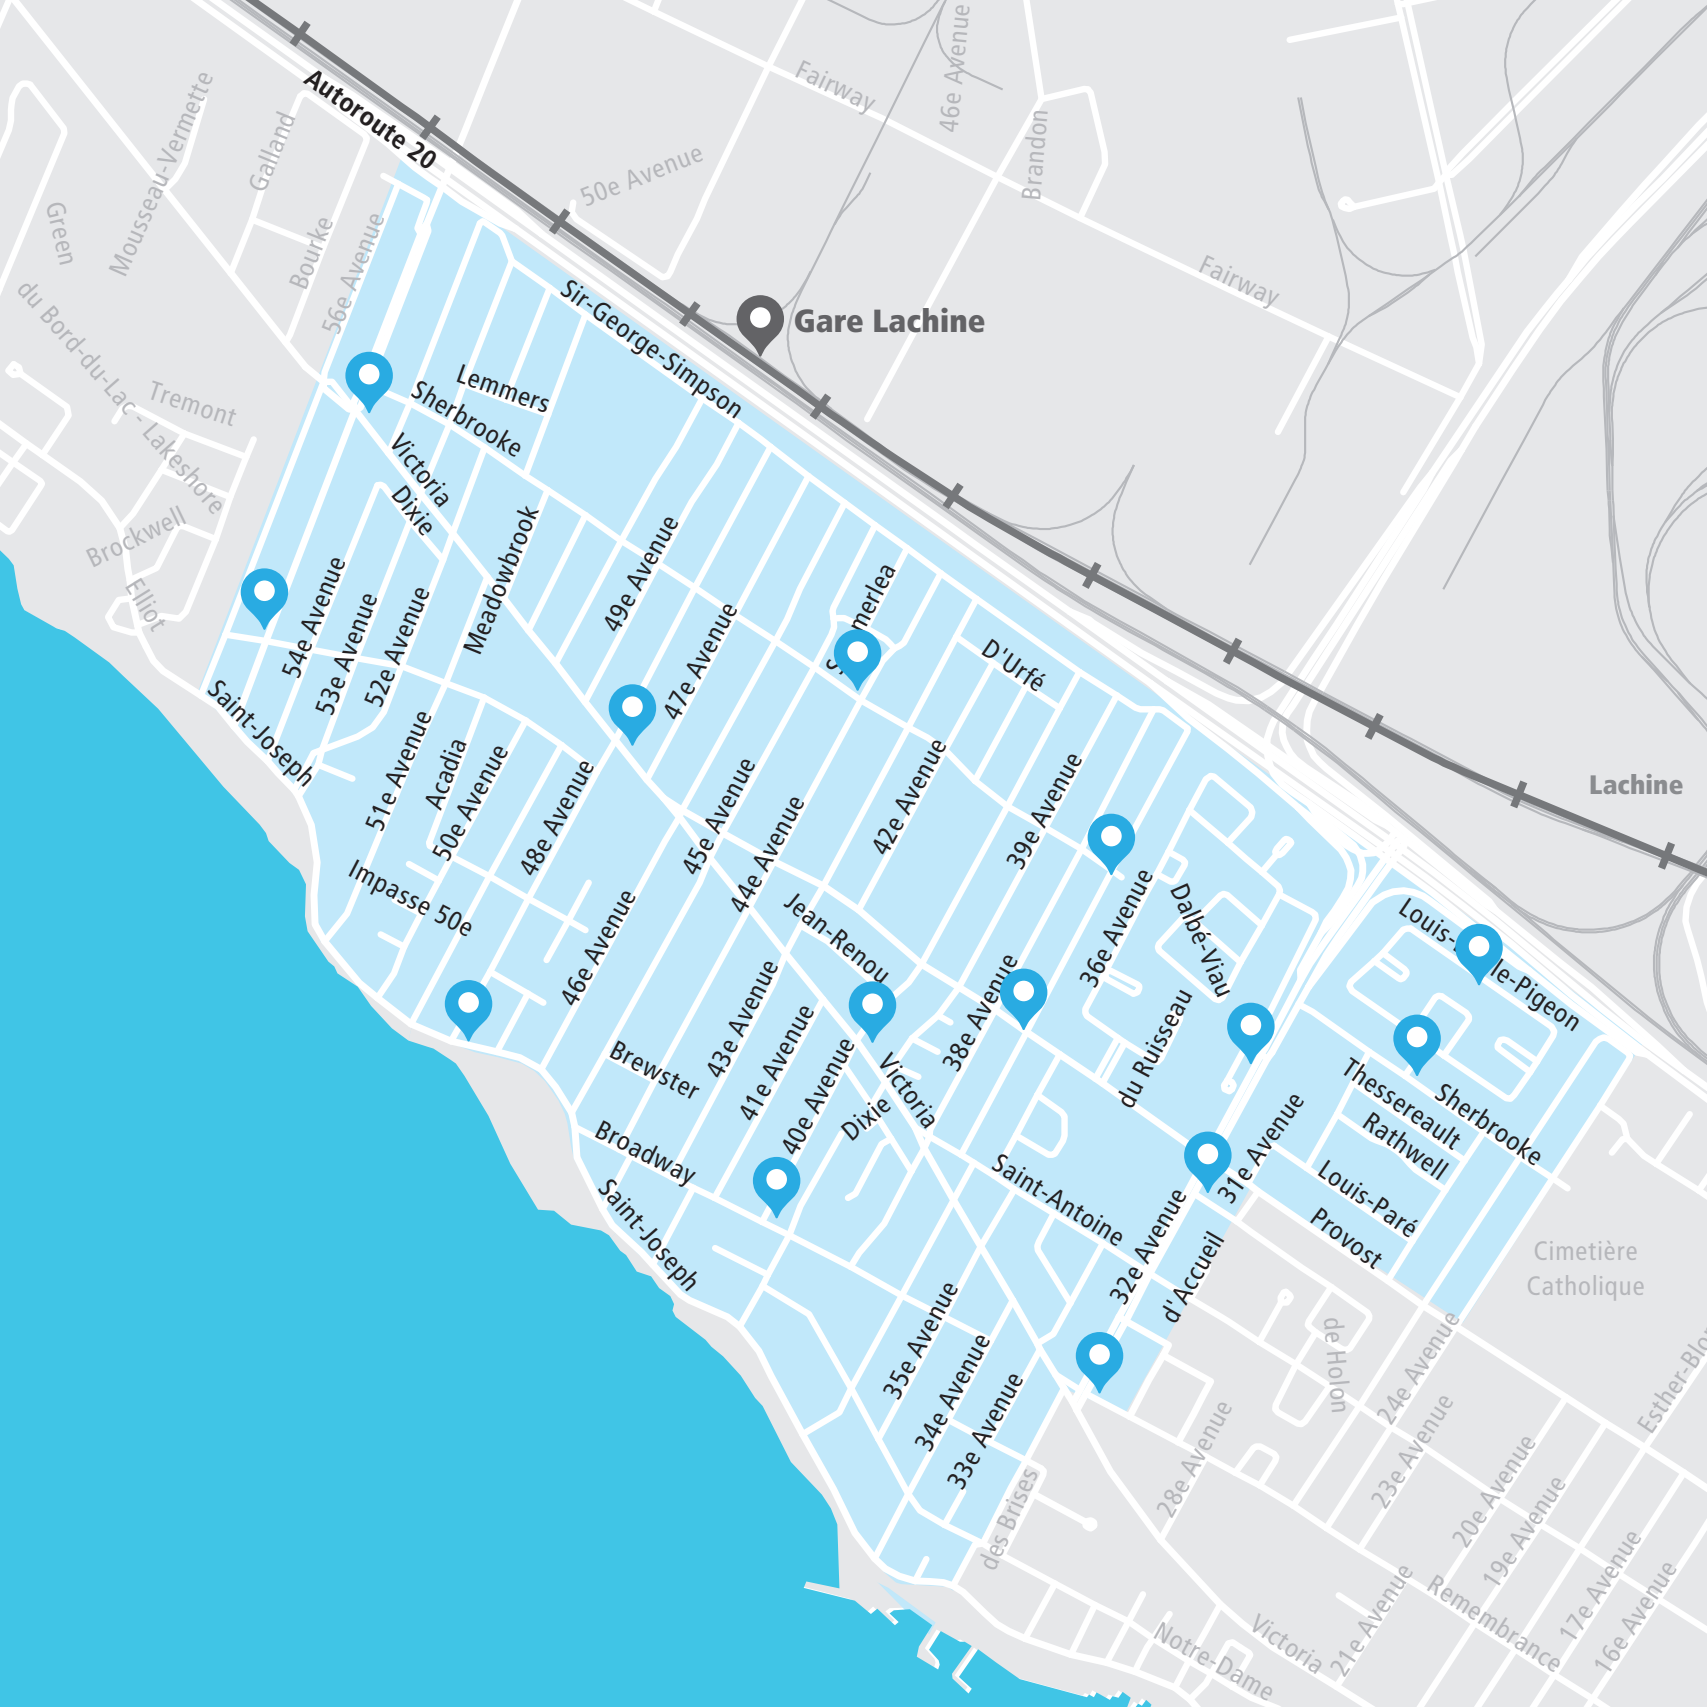 Autoroute 20
Fairway
46e Avenue
Brandon
Mousseau-Vermette
Galland
50e Avenue
Green
Bourke
56e Avenue
Fairway
Gare Lachine
Sir-George-Simpson
du Bord-du-Lac - Lakeshore
Tremont
Lemmers
Sherbrooke
Victoria
Dixie
Brockwell
Elliot
Meadowbrook
49e Avenue
54e Avenue
53e Avenue
52e Avenue
47e Avenue
D'Urfé
Saint-Joseph
51e Avenue
Acadia
50e Avenue
48e Avenue
45e Avenue
44e Avenue
42e Avenue
39e Avenue
Lachine
Impasse 50e
46e Avenue
Jean-Renou
36e Avenue
Dalbé-Viau
43e Avenue
38e Avenue
41e Avenue
40e Avenue
Brewster
Dixie
Victoria
du Ruisseau
Thessereault
Sherbrooke
Rathwell
31e Avenue
Louis-Paré
Provost
Broadway
Saint-Joseph
Saint-Antoine
32e Avenue
d'Accueil
Cimetière
Catholique
35e Avenue
34e Avenue
33e Avenue
de Holon
24e Avenue
23e Avenue
28e Avenue
des Brises
20e Avenue
19e Avenue
17e Avenue
16e Avenue
21e Avenue
Remembrance
Victoria
Notre-Dame